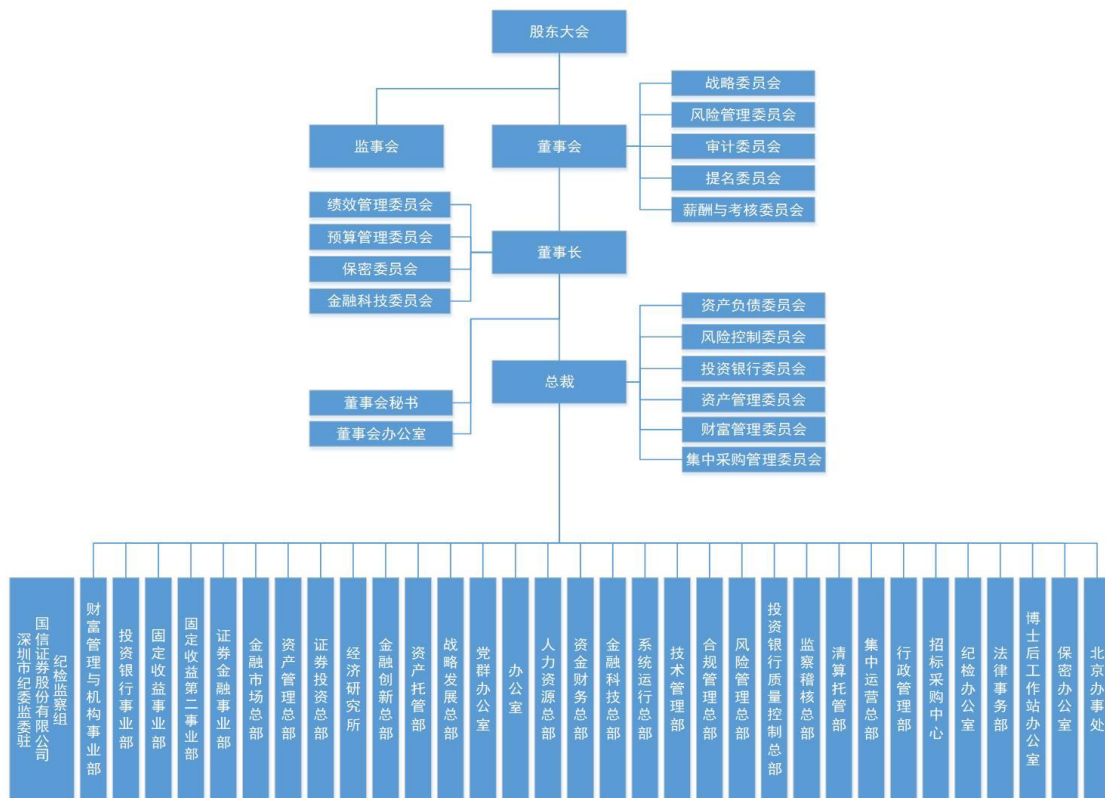 股东大会
战略委员会
风险管理委员会
监事会
董事会
审计委员会
提名委员会
薪酬与考核委员会
绩效管理委员会
预算管理委员会
董事长
保密委员会
金融科技委员会
资产负债委员会
风险控制委员会
投资银行委员会
总裁
资产管理委员会
董事会秘书
财富管理委员会
董事会办公室
集中采购管理委员会
深圳市纪委监委驻
国信证券股份有限公司
纪检监察组
财富管理与机构事业部
投资银行事业部
固定收益事业部
固定收益第二事业部
证券金融事业部
金融市场总部
资产管理总部
证券投资总部
经济研究所
金融创新总部
资产托管部
战略发展总部
党群办公室
办公室
人力资源总部
资金财务总部
金融科技总部
系统运行总部
技术管理部
合规管理总部
风险管理总部
投资银行质量控制总部
监察稽核总部
清算托管部
集中运营总部
行政管理部
招标采购中心
纪检办公室
法律事务部
博士后工作站办公室
保密办公室
北京办事处